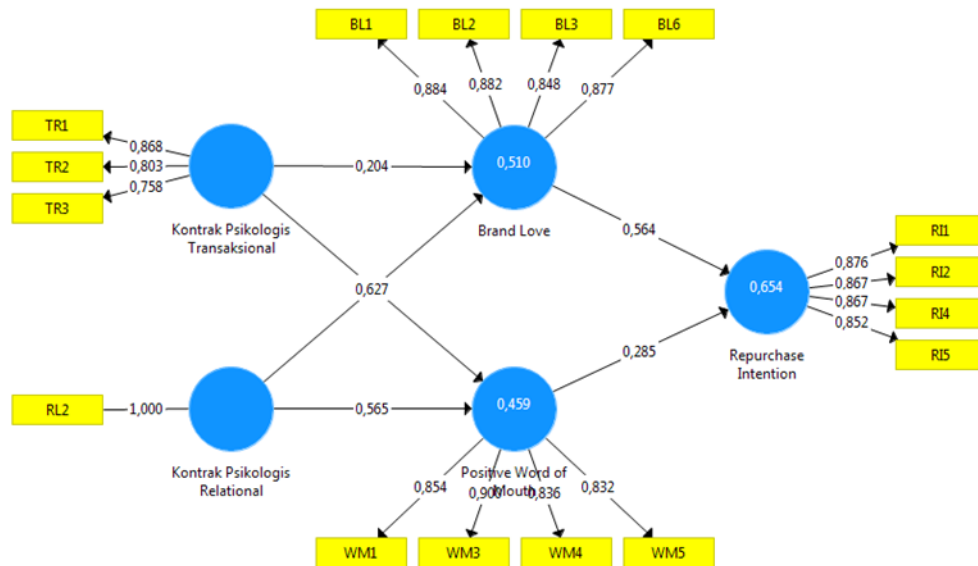 BL1
BL2
BL3
BL6
0,884
0,882
0,848
0,877
TR1
TR2
TR3
0,868
0,803
0,758
0,204
0,510
Kontrak Psikologis
Transaksional
Brand Love
0,564
0,627
0,654
Repurchase
Intention
RI1
RI2
RI4
RI5
0,876
0,867
0,867
0,852
0,285
RL2
1,000
0,565
0,459
Kontrak Psikologis
Relational
Positive Word of
Mouth
0,854
0,836
0,832
WM1
WM3
WM4
WM5